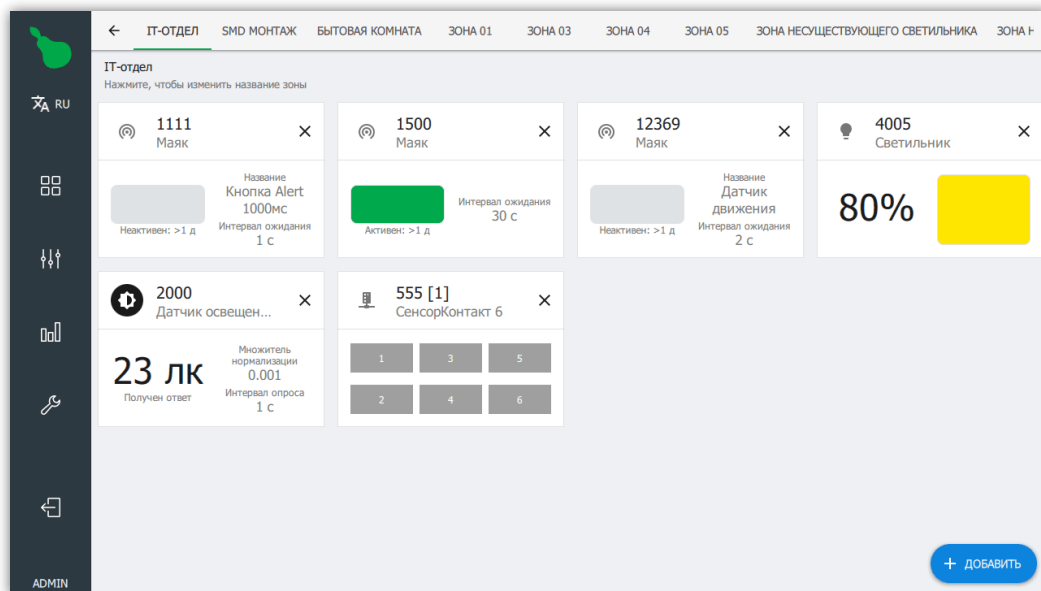 IT-ОТДЕЛ SMD МОНТАЖ БЫТОВАЯ КОМНАТА ЗОНА 01 ЗОНА 03 ЗОНА 04 ЗОНА 05 ЗОНА НЕСУЩЕСТВУЮЩЕГО СВЕТИЛЬНИКА ЗОНА
IT-отдел
Нажмите, чтобы изменить название зоны
RU
1111
Маяк
Неактивен: >1 д
Название
Кнопка Alert
1000мс
Интервал ожидания
1 с
1500
Маяк
Активен: >1 д
Интервал ожидания
30 с
12369
Маяк
Неактивен: >1 д
Название
Датчик
движения
Интервал ожидания
2 с
4005
Светильник
80%
2000
Датчик освещен...
23 лк
Получен ответ
Множитель
нормализации
0.001
Интервал опроса
1 с
555 [1]
СенсорКонтакт 6
1 3 5
2 4 6
+ ДОБАВИТЬ
ADMIN